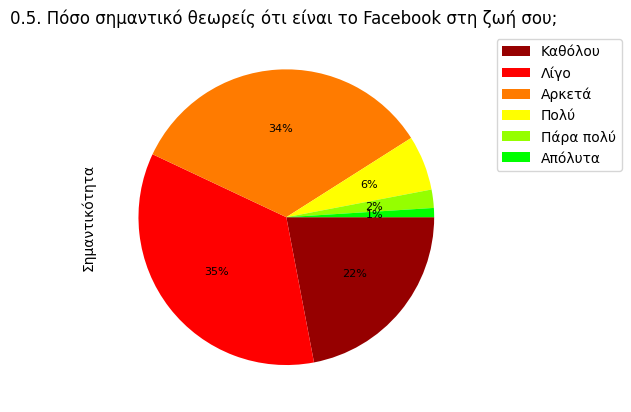 0.5. Πόσο σημαντικό θεωρείς ότι είναι το Facebook στη ζωή σου;
Καθόλου
Λίγο
Αρκετά
Πολύ
Πάρα πολύ
Απόλυτα
34%
6%
2%
1%
35%
22%
Σημαντικότητα